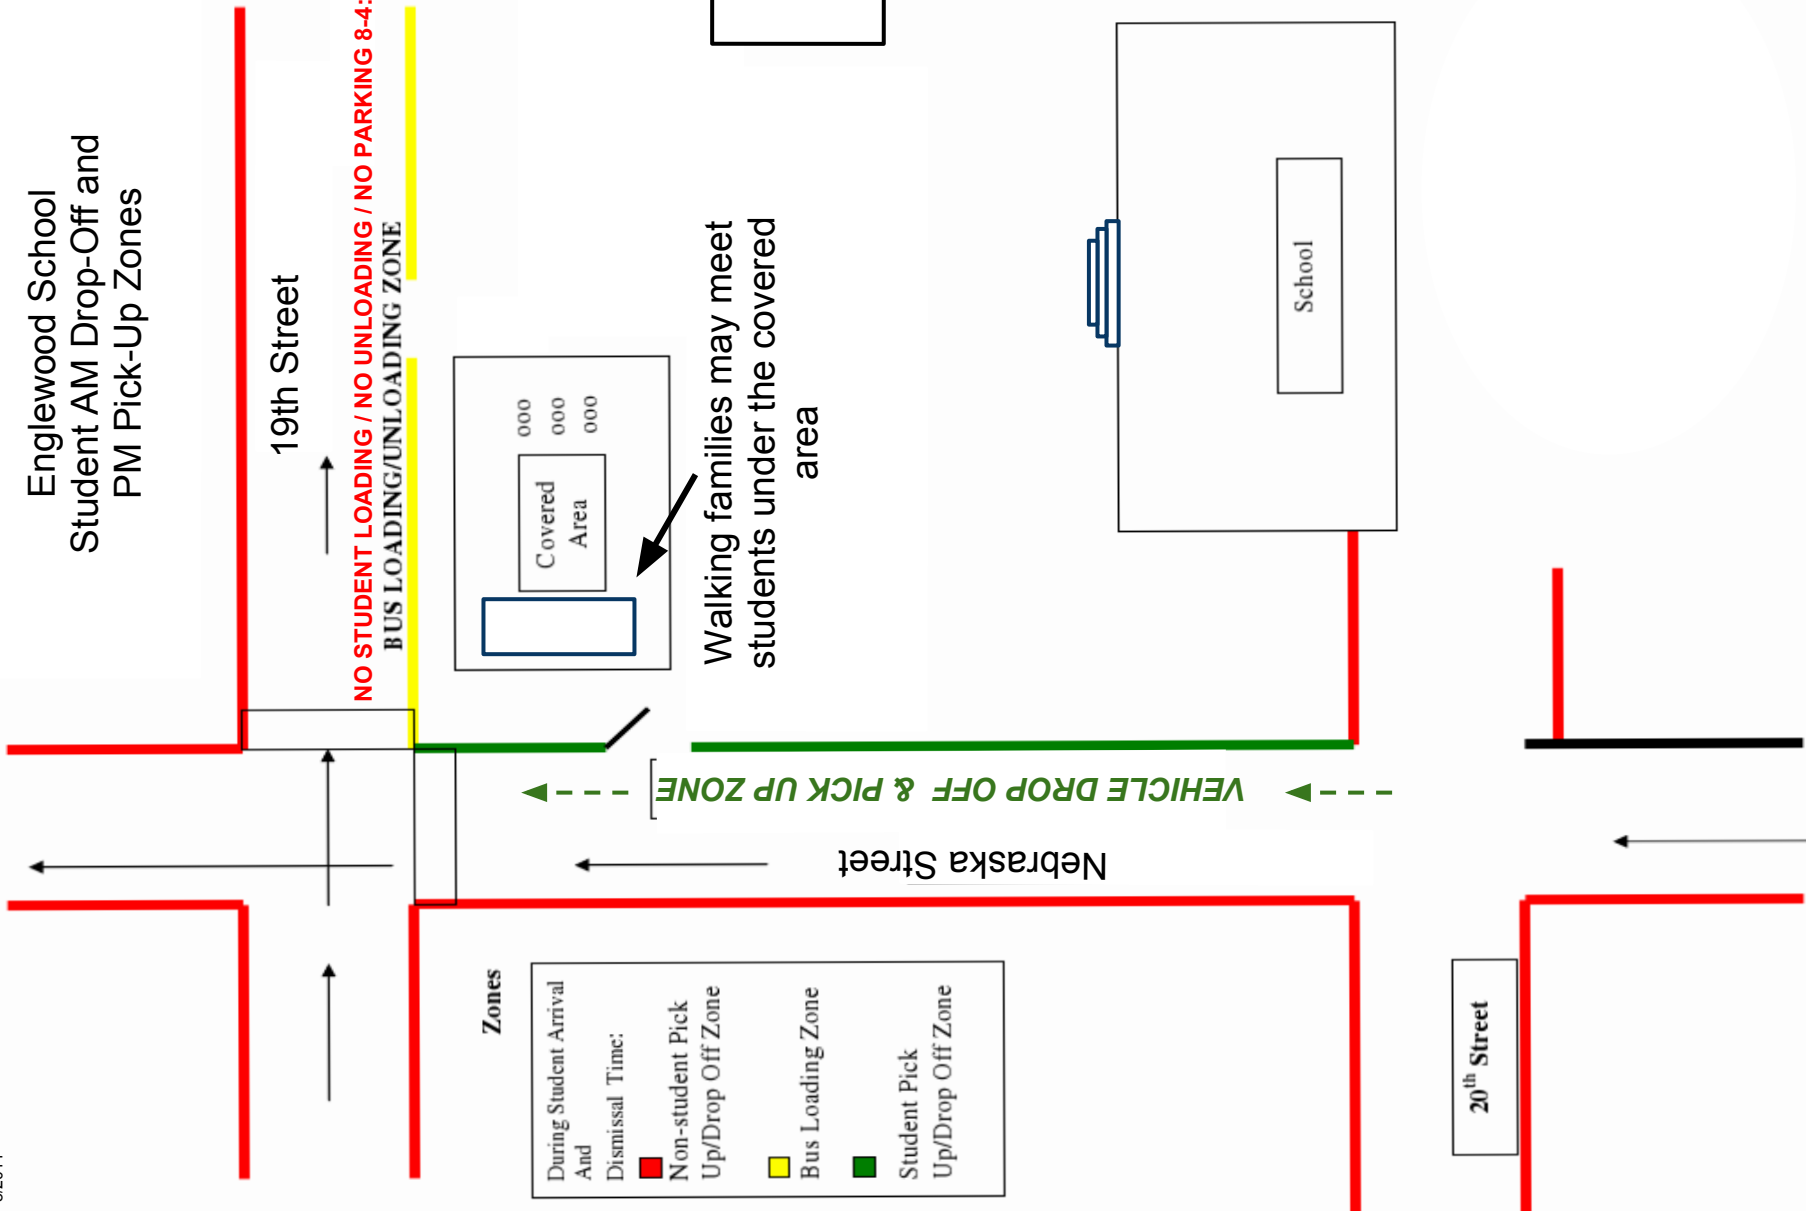 Englewood School
Student AM Drop-Off and
PM Pick-Up Zones
19th Street
NO STUDENT LOADING / NO UNLOADING / NO PARKING 8-4:
BUS LOADING/UNLOADING ZONE
Covered
Area
ooo
ooo
ooo
Walking families may meet
students under the covered
area
School
VEHICLE DROP OFF & PICK UP ZONE
Nebraska Street
Zones
During Student Arrival
And
Dismissal Time:
Non-student Pick
Up/Drop Off Zone
Bus Loading Zone
Student Pick
Up/Drop Off Zone
20th Street